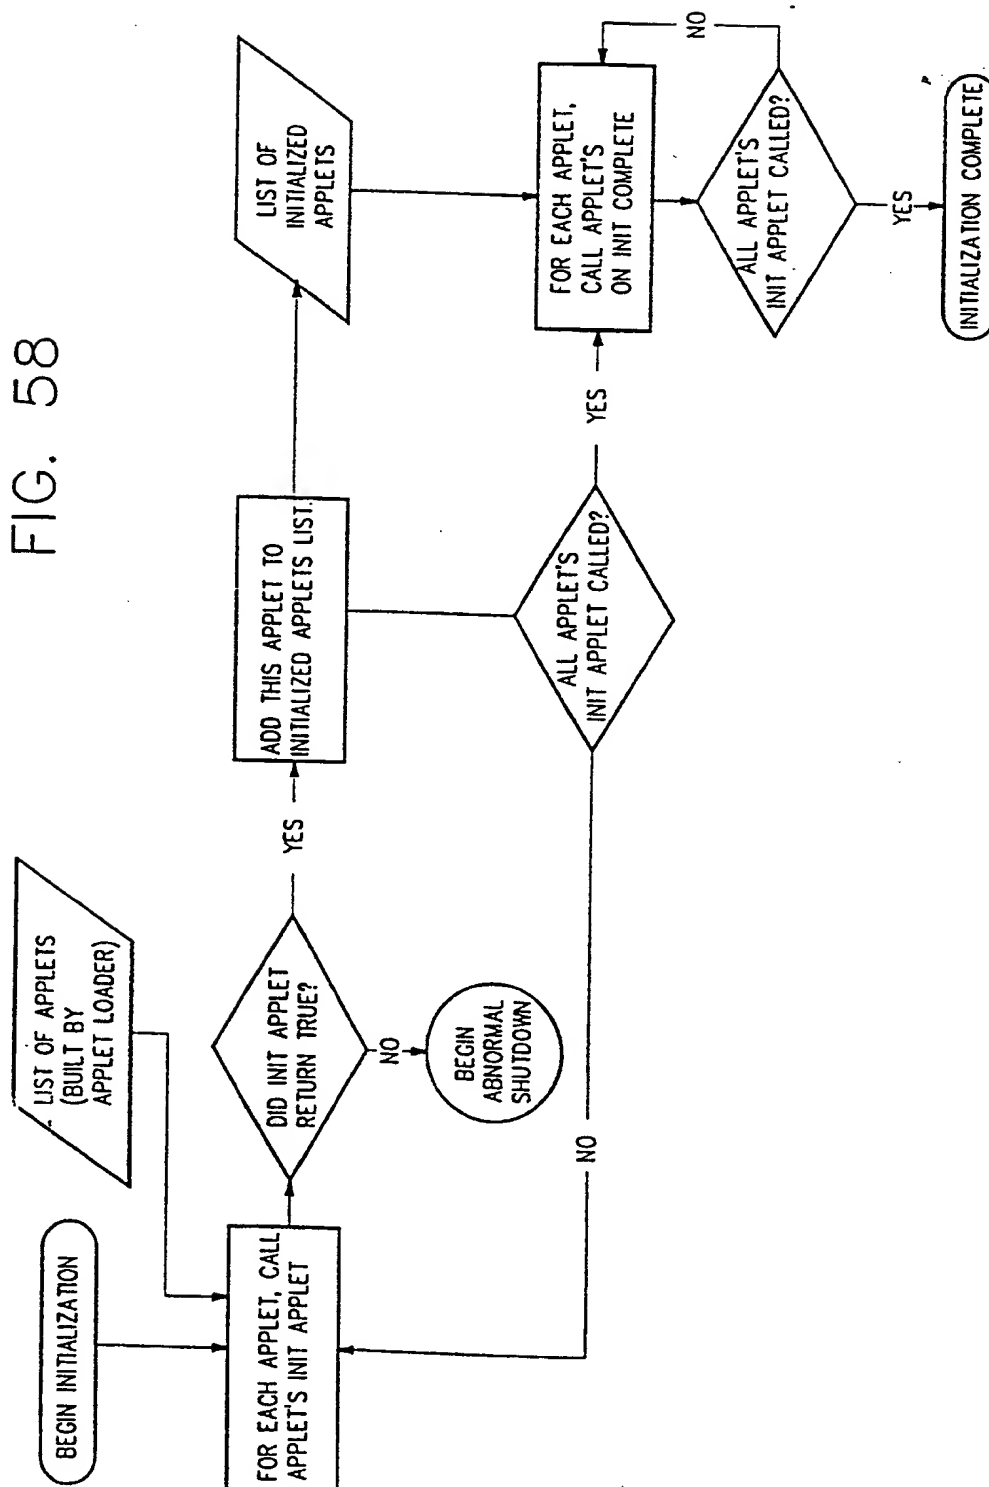 FIG. 58
BEGIN INITIALIZATION
LIST OF APPLETS
(BUILT BY
APPLET LOADER)
FOR EACH APPLET, CALL
APPLET'S INIT APPLET
DID INIT APPLET
RETURN TRUE?
YES
NO
BEGIN
ABNORMAL
SHUTDOWN
ADD THIS APPLET TO
INITIALIZED APPLETS LIST.
LIST OF
INITIALIZED
APPLETS
ALL APPLET'S
INIT APPLET CALLED?
NO
YES
FOR EACH APPLET,
CALL APPLET'S
ON INIT COMPLETE
ALL APPLET'S
INIT APPLET CALLED?
NO
YES
INITIALIZATION COMPLETE